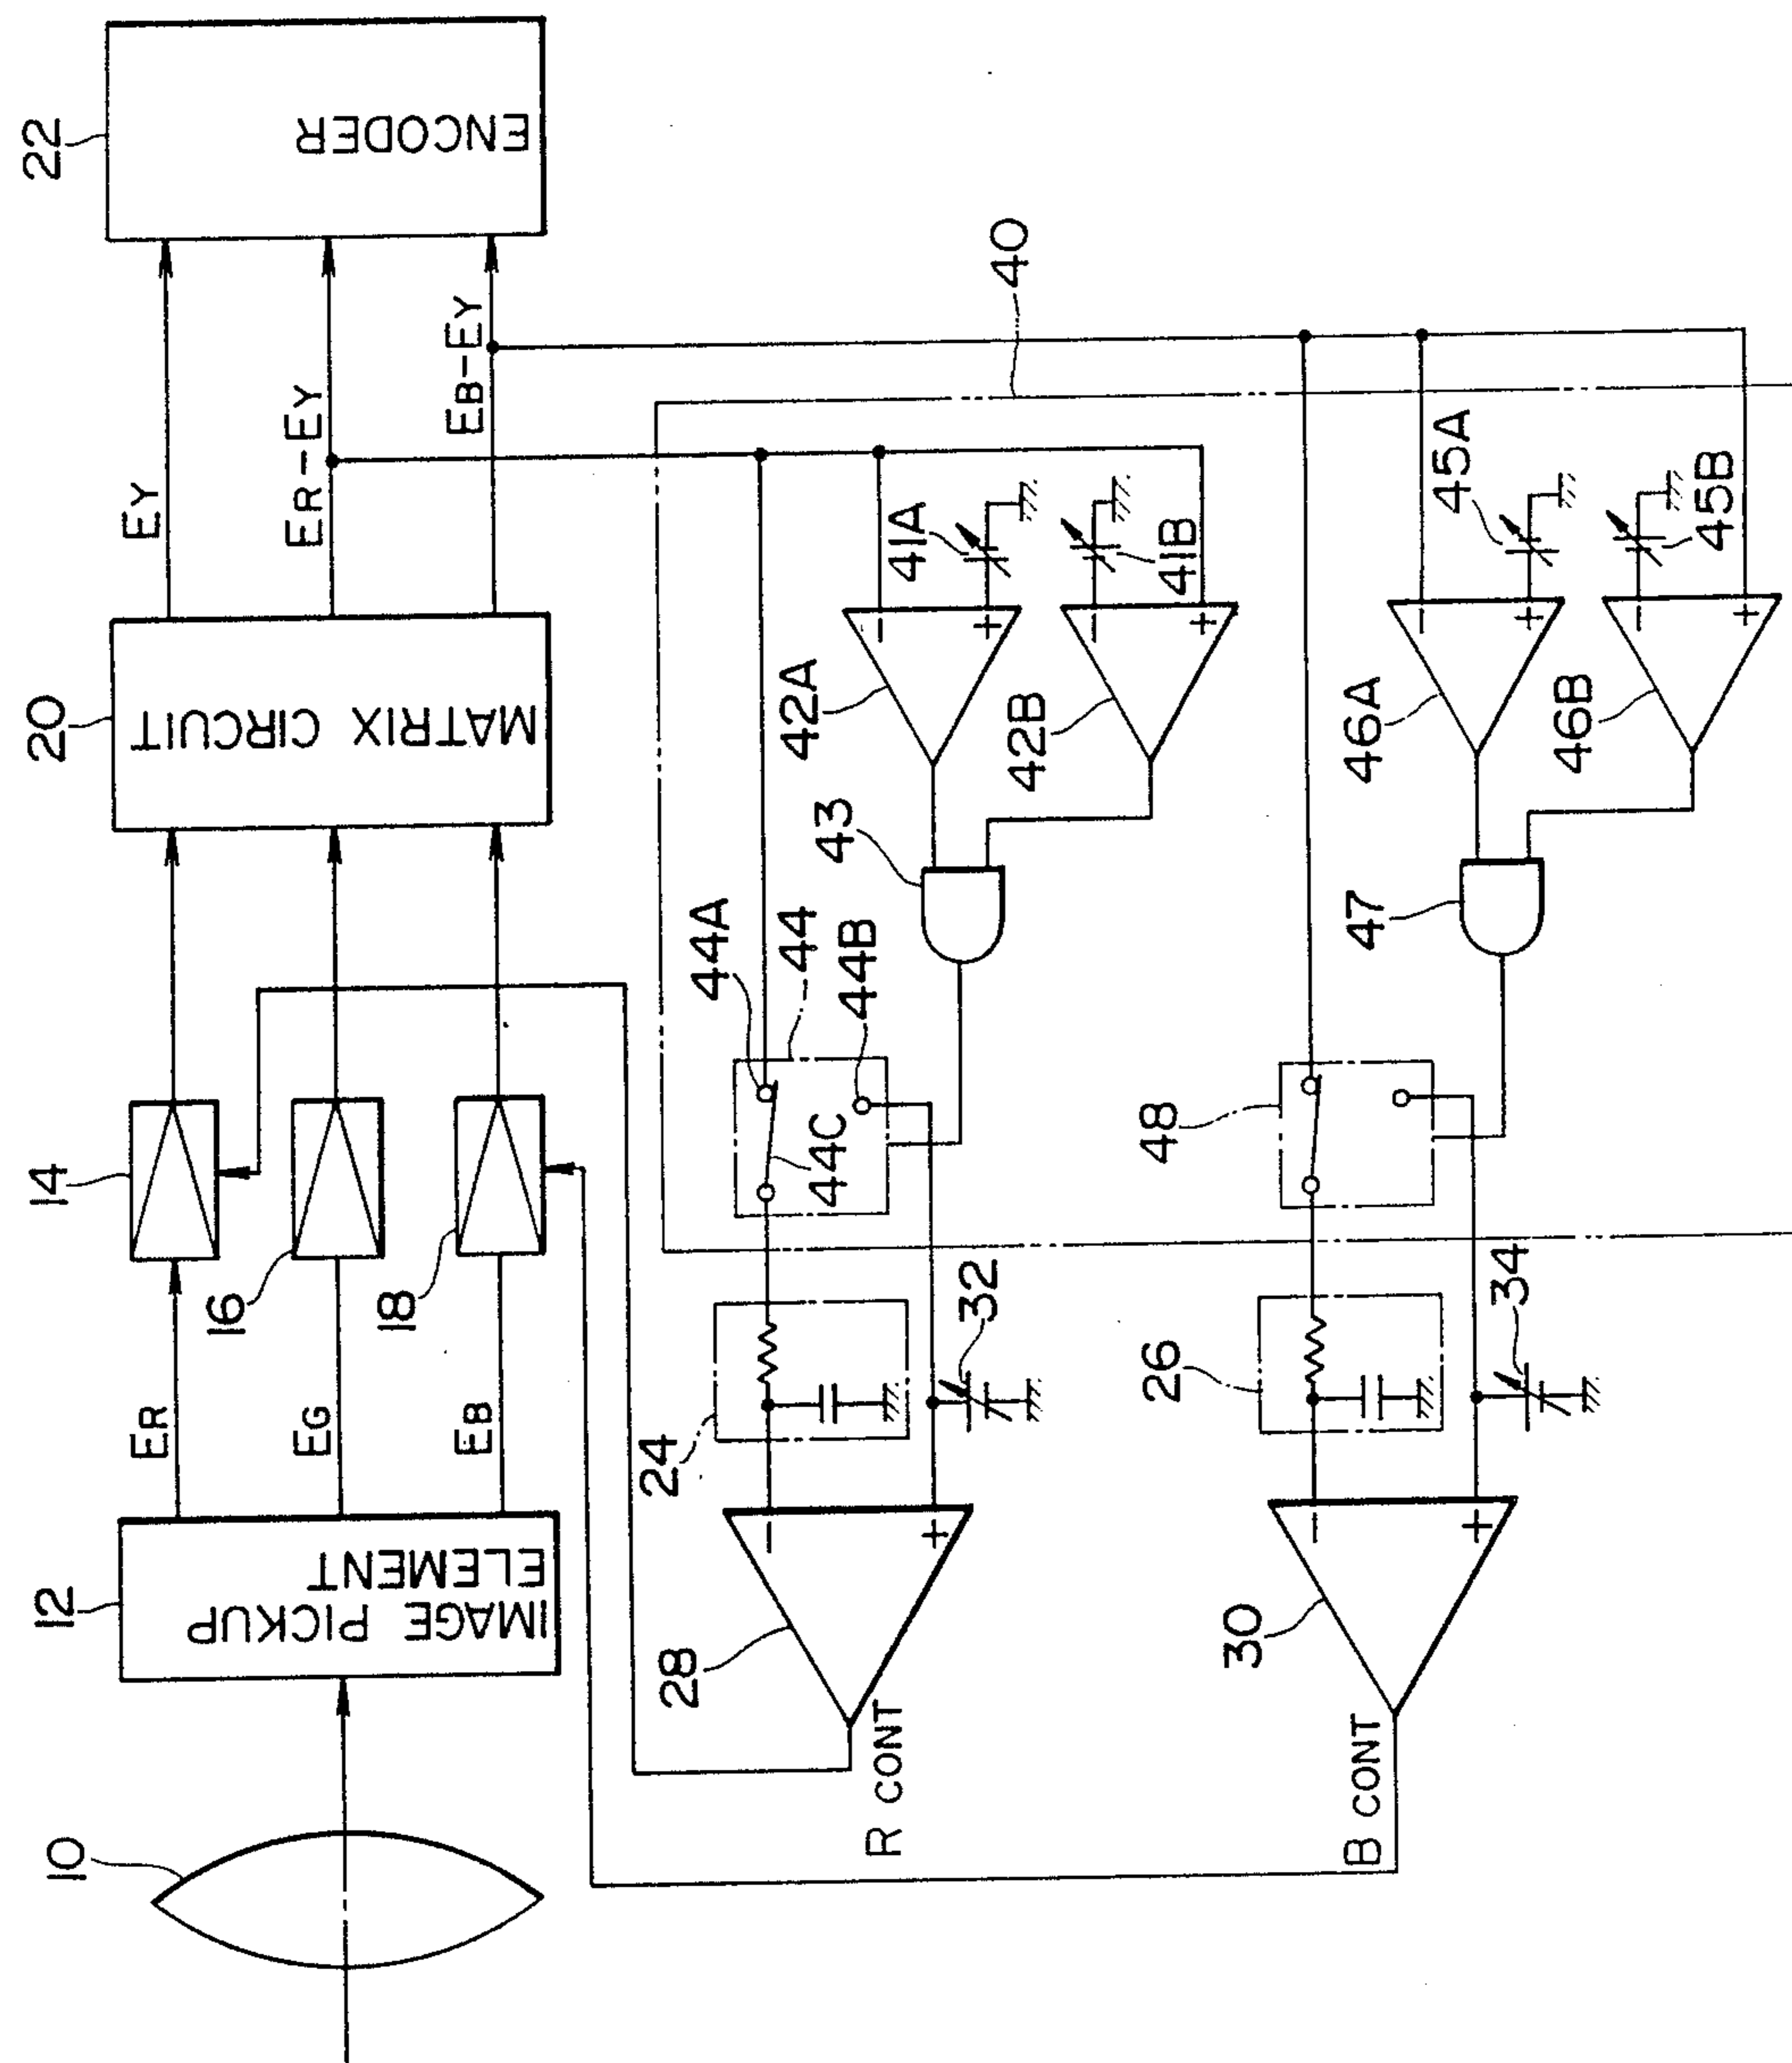 10
12
IMAGE PICKUP
ELEMENT
ER
EG
EB
14
16
18
20
MATRIX CIRCUIT
EY
ER-EY
EB-EY
22
ENCODER
28
R CONT
24
32
44A
44
44B
44C
43
42A
42B
41A
41B
40
30
B CONT
26
34
48
47
46A
46B
45A
45B